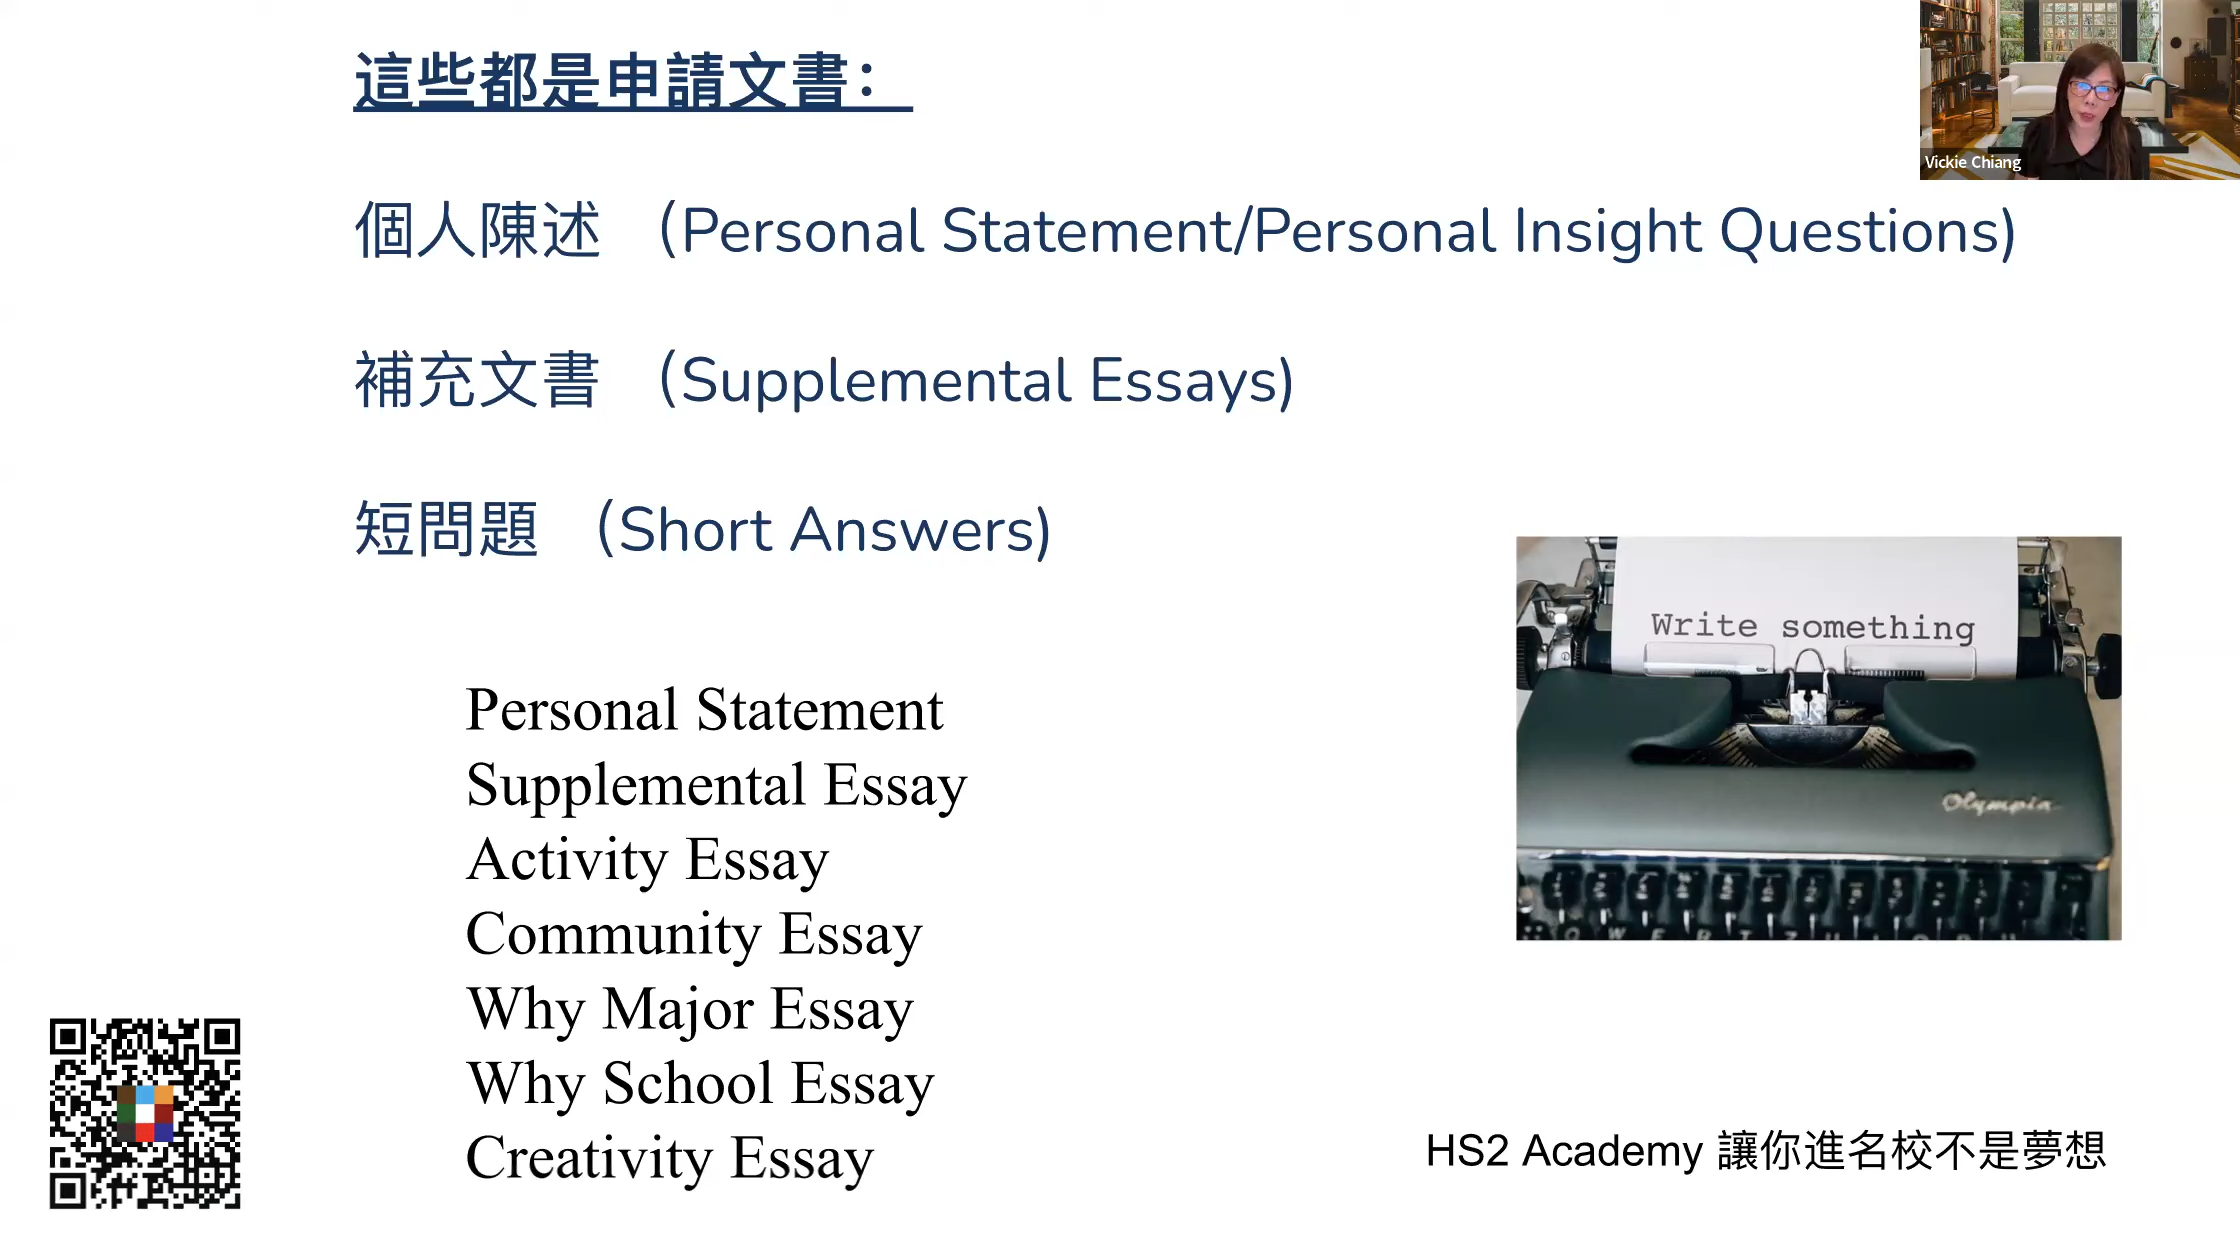 這些都是申請文書：
Vickie Chiang
個人陳述 （Personal Statement/Personal Insight Questions)
補充文書 （Supplemental Essays)
短問題 （Short Answers)
Write something
Olympia
Personal Statement
Supplemental Essay
Activity Essay
Community Essay
Why Major Essay
Why School Essay
Creativity Essay
HS2 Academy 讓你進名校不是夢想